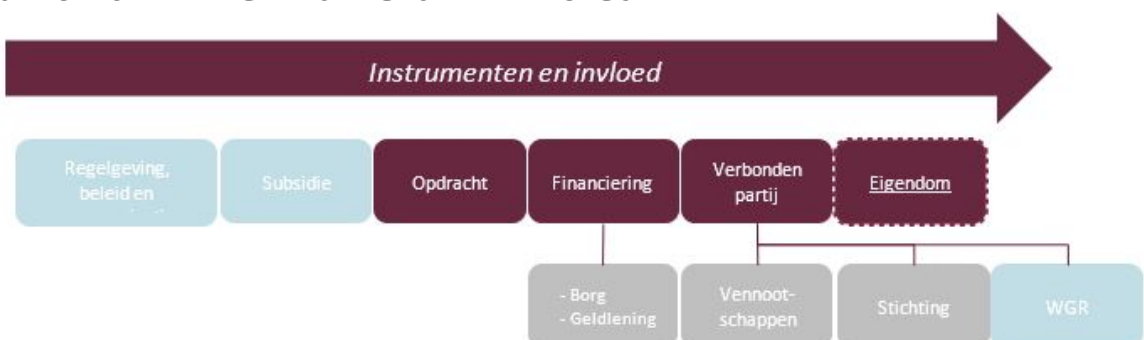 Instrumenten en invloed
Regelgeving,
beleid en
Subsidie
Opdracht
Financiering
Verbonden
partij
Eigendom
- Borg
- Geldlening
Vennoot-
schappen
Stichting
WGR